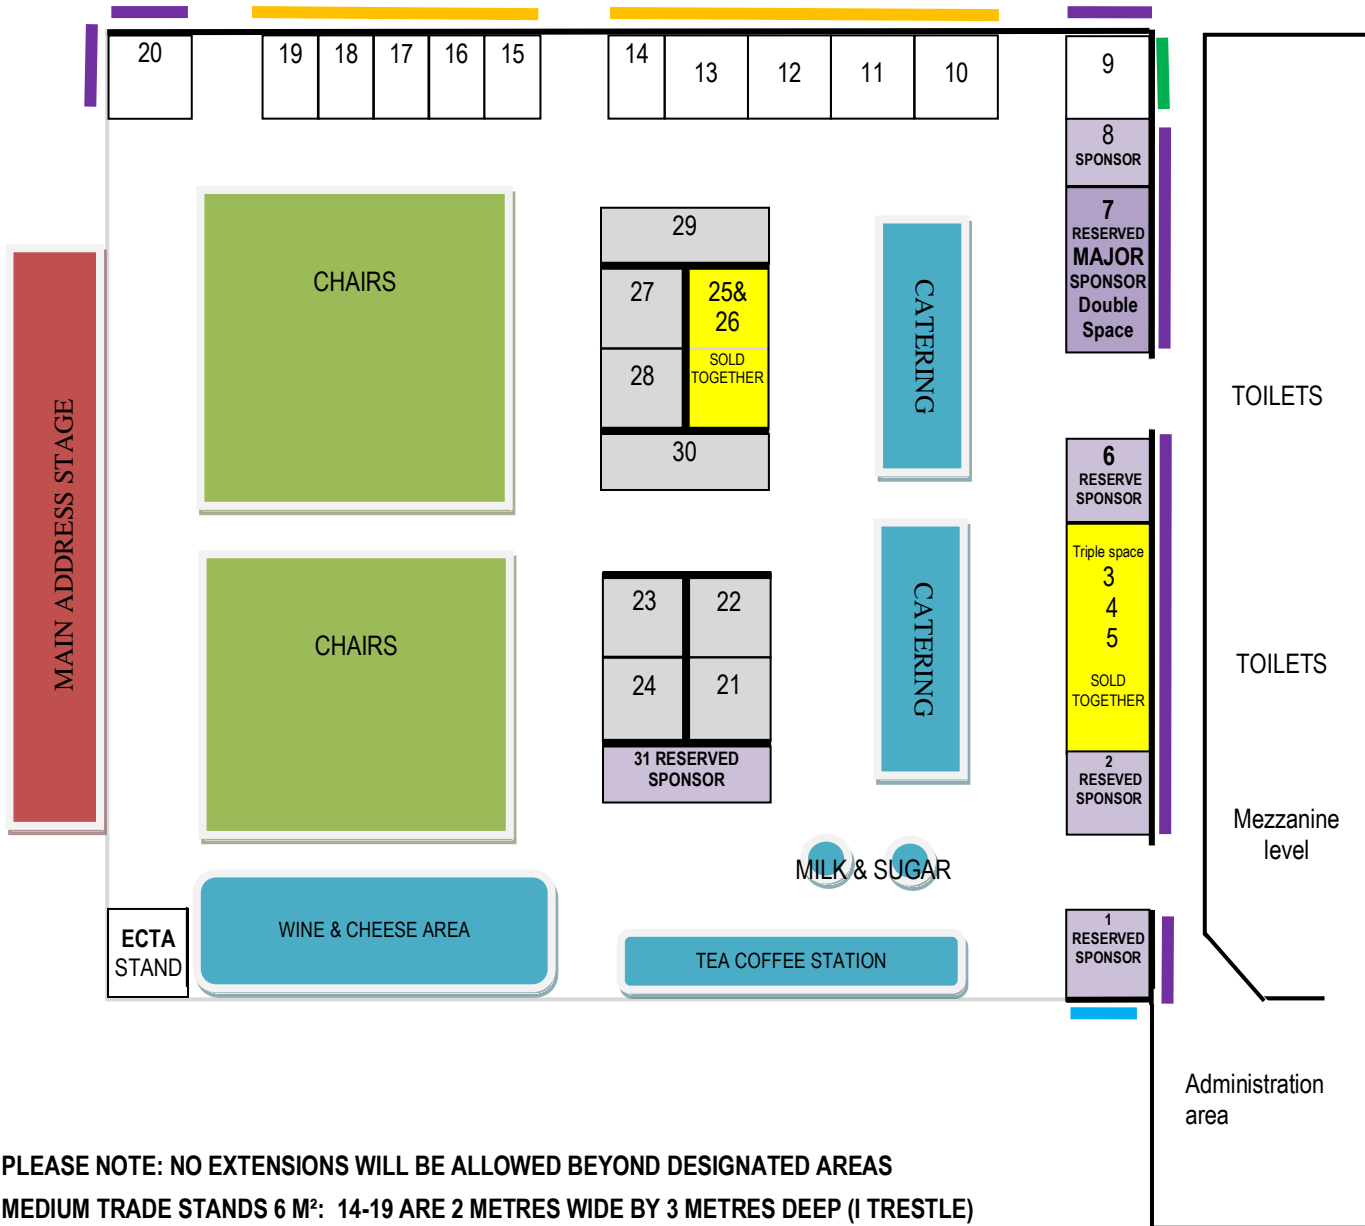 20
19
18
17
16
15
14
13
12
11
10
9
8
SPONSOR
7
RESERVED
MAJOR
SPONSOR
Double
Space
CHAIRS
29
27
25&
26
SOLD
TOGETHER
28
30
CATERING
TOILETS
MAIN ADDRESS STAGE
6
RESERVE
SPONSOR
Triple space
3
4
5
SOLD
TOGETHER
CHAIRS
23
22
24
21
31 RESERVED
SPONSOR
CATERING
TOILETS
2
RESEVED
SPONSOR
Mezzanine
level
MILK & SUGAR
ECTA
STAND
WINE & CHEESE AREA
TEA COFFEE STATION
1
RESERVED
SPONSOR
Administration
area
PLEASE NOTE: NO EXTENSIONS WILL BE ALLOWED BEYOND DESIGNATED AREAS
MEDIUM TRADE STANDS 6 M²: 14-19 ARE 2 METRES WIDE BY 3 METRES DEEP (I TRESTLE)